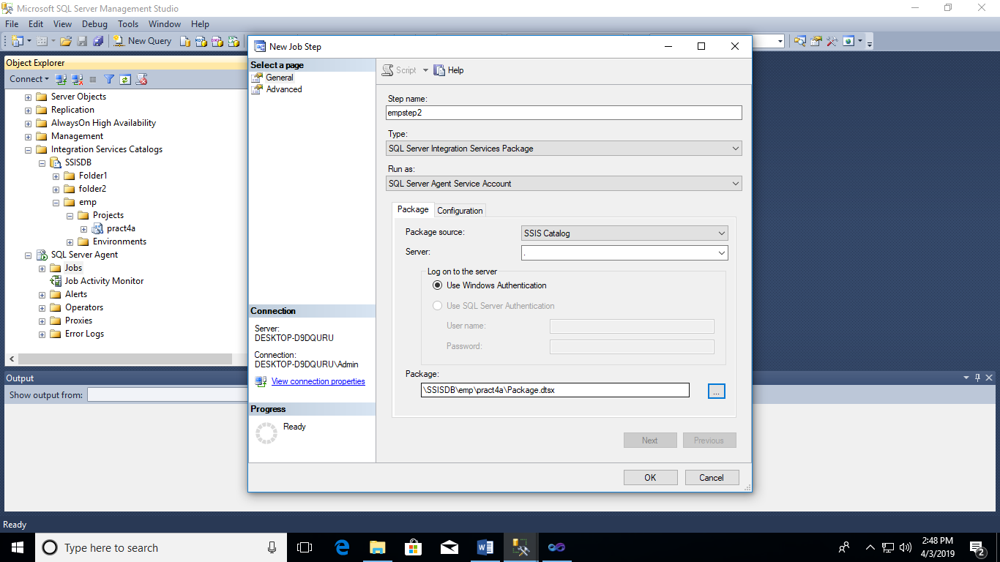 Microsoft SQL Server Management Studio
File Edit View Debug Tools Window Help
New Query
Object Explorer
Connect
Server Objects
Replication
AlwaysOn High Availability
Management
Integration Services Catalogs
SSISDB
Folder1
folder2
emp
Projects
pract4a
Environments
SQL Server Agent
Jobs
Job Activity Monitor
Alerts
Operators
Proxies
Error Logs
New Job Step
Select a page
General
Advanced
Script Help
Step name:
empstep2
Type:
SQL Server Integration Services Package
Run as:
SQL Server Agent Service Account
Package Configuration
Package source: SSIS Catalog
Server: .
Log on to the server
Use Windows Authentication
Use SQL Server Authentication
User name:
Password:
Package:
\SSISDB\emp\pract4a\Package.dtsx ...
Connection
Server:
DESKTOP-D9DQURU
Connection:
DESKTOP-D9DQURU\Admin
View connection properties
Progress
Ready
Next Previous
OK Cancel
Output
Show output from:
Ready
Type here to search
2:48 PM
4/3/2019
2